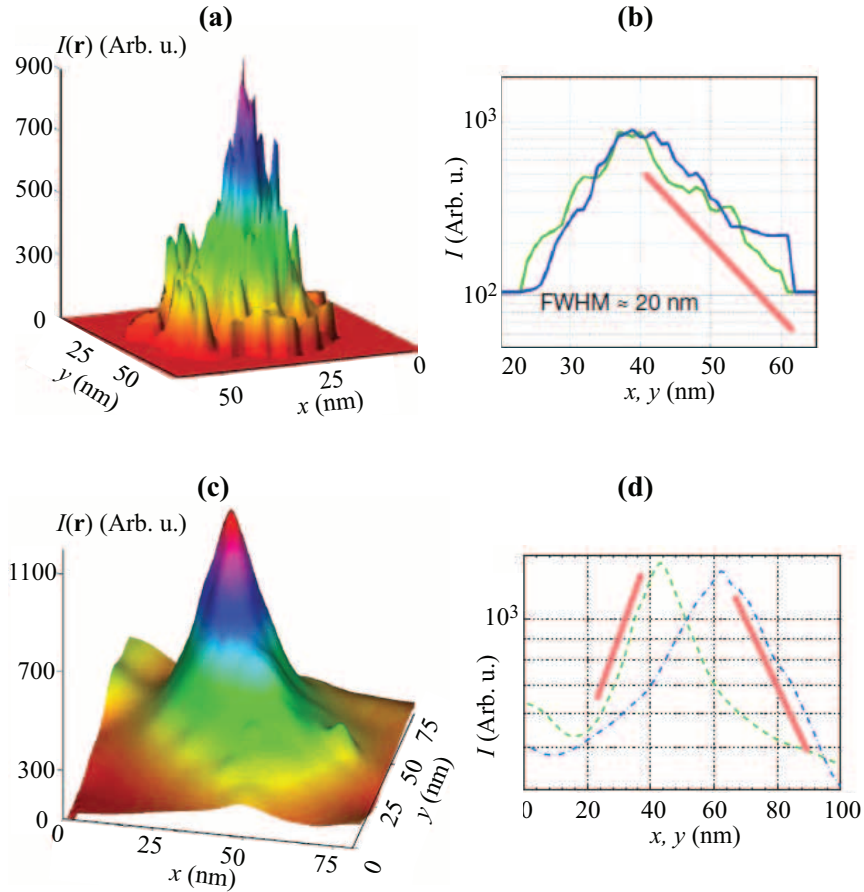 (a)
I(r) (Arb. u.)
900
700
500
300
0
25
50
y (nm)
50
25
0
x (nm)
(b)
10³
10²
I (Arb. u.)
FWHM ≈ 20 nm
20 30 40 50 60
x, y (nm)
(c)
I(r) (Arb. u.)
1100
700
300
0
0
25
50
75
x (nm)
0
25
50
75
y (nm)
(d)
10³
I (Arb. u.)
0 20 40 60 80 100
x, y (nm)